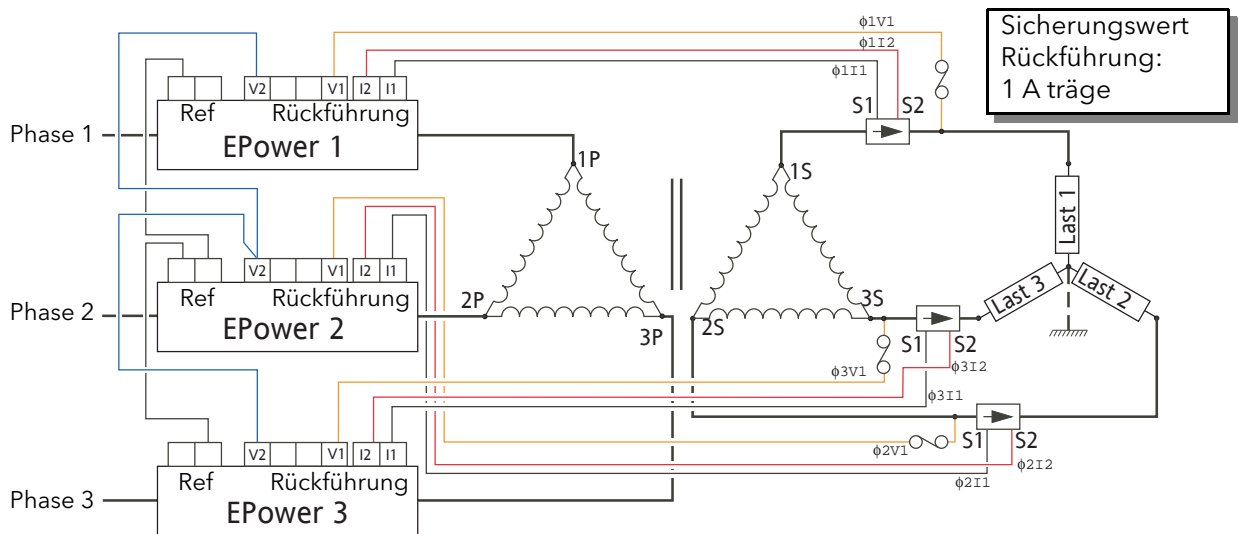 ϕ1V1
Sicherungswert
Rückführung:
1 A träge
ϕ1I2
ϕ1I1
V2 V1 I2 I1
Ref Rückführung
S1 S2
Phase 1
EPower 1
1P
1S
Last 1
V2 V1 I2 I1
Ref Rückführung
Last 3
Last 2
2P
3S
Phase 2
EPower 2
3P
2S
S1 S2
ϕ3V1
ϕ3I2
ϕ3I1
V2 V1 I2 I1
S1 S2
ϕ2V1
ϕ2I2
Ref Rückführung
ϕ2I1
Phase 3
EPower 3